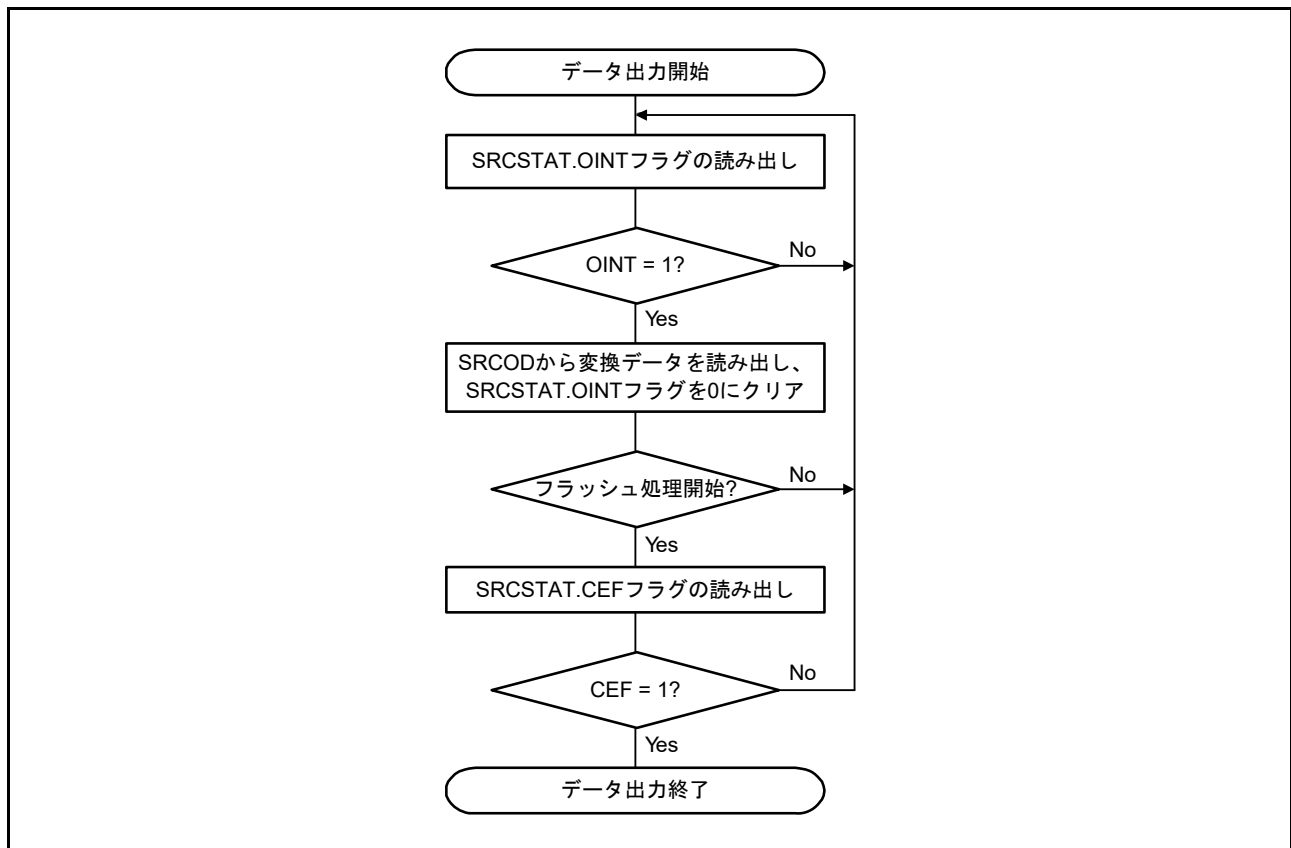 データ出力開始
SRCSTAT.OINTフラグの読み出し
OINT = 1?
No
Yes
SRCODから変換データを読み出し、
SRCSTAT.OINTフラグを0にクリア
フラッシュ処理開始?
No
Yes
SRCSTAT.CEFフラグの読み出し
CEF = 1?
No
Yes
データ出力終了